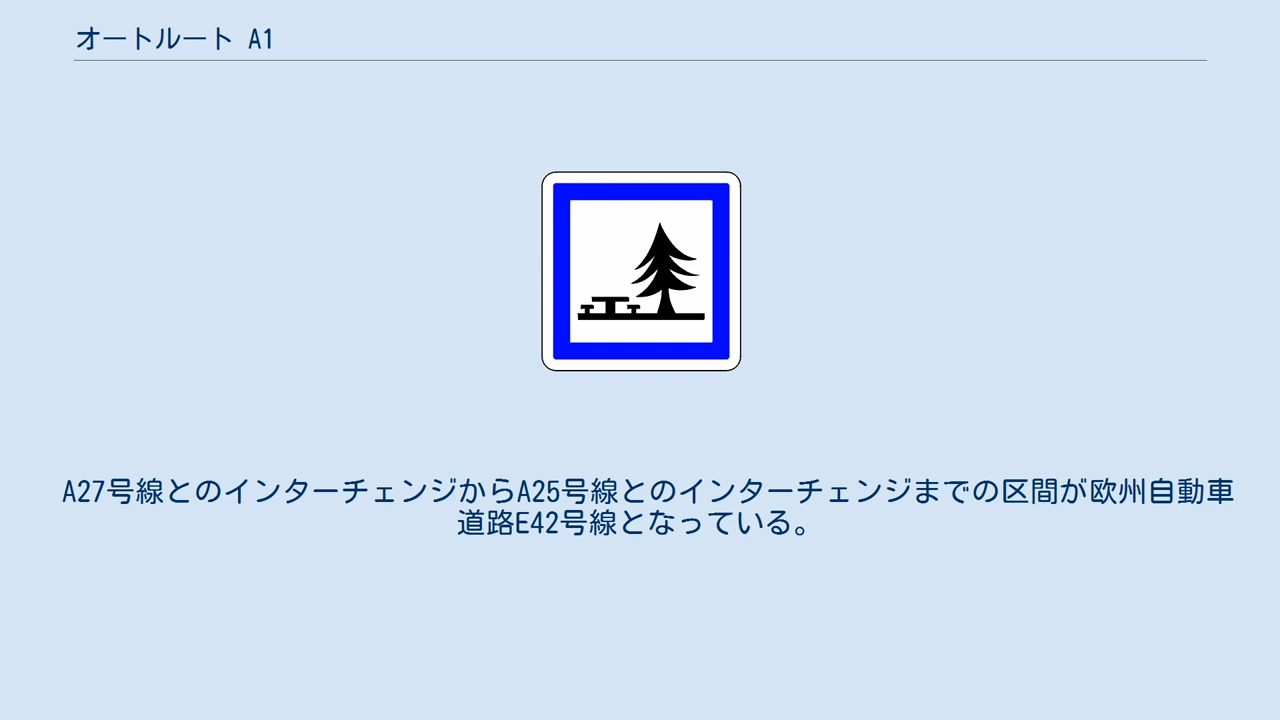 オートルート A1
A27号線とのインターチェンジからA25号線とのインターチェンジまでの区間が欧州自動車
道路E42号線となっている。